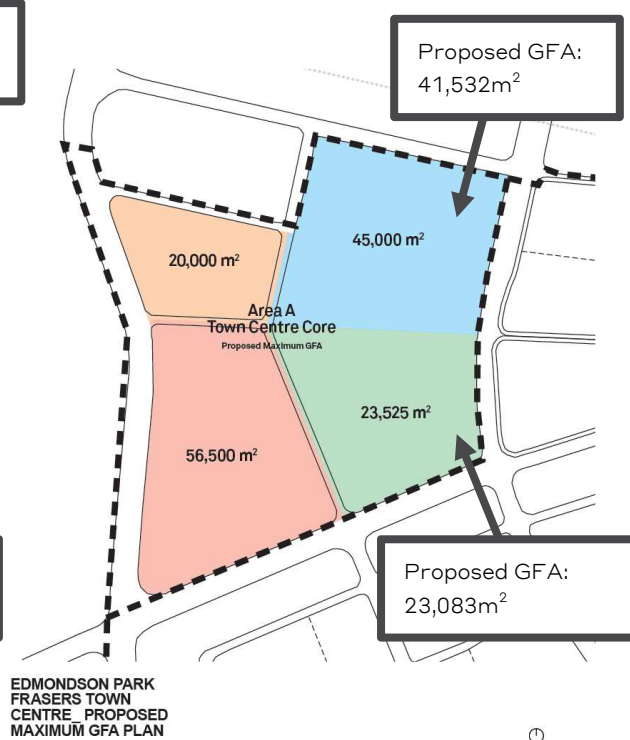 Proposed GFA:
41,532m²
45,000 m²
20,000 m²
Area A
Town Centre Core
Proposed Maximum GFA
23,525 m²
56,500 m²
Proposed GFA:
23,083m²
EDMONDSON PARK
FRASERS TOWN
CENTRE_ PROPOSED
MAXIMUM GFA PLAN